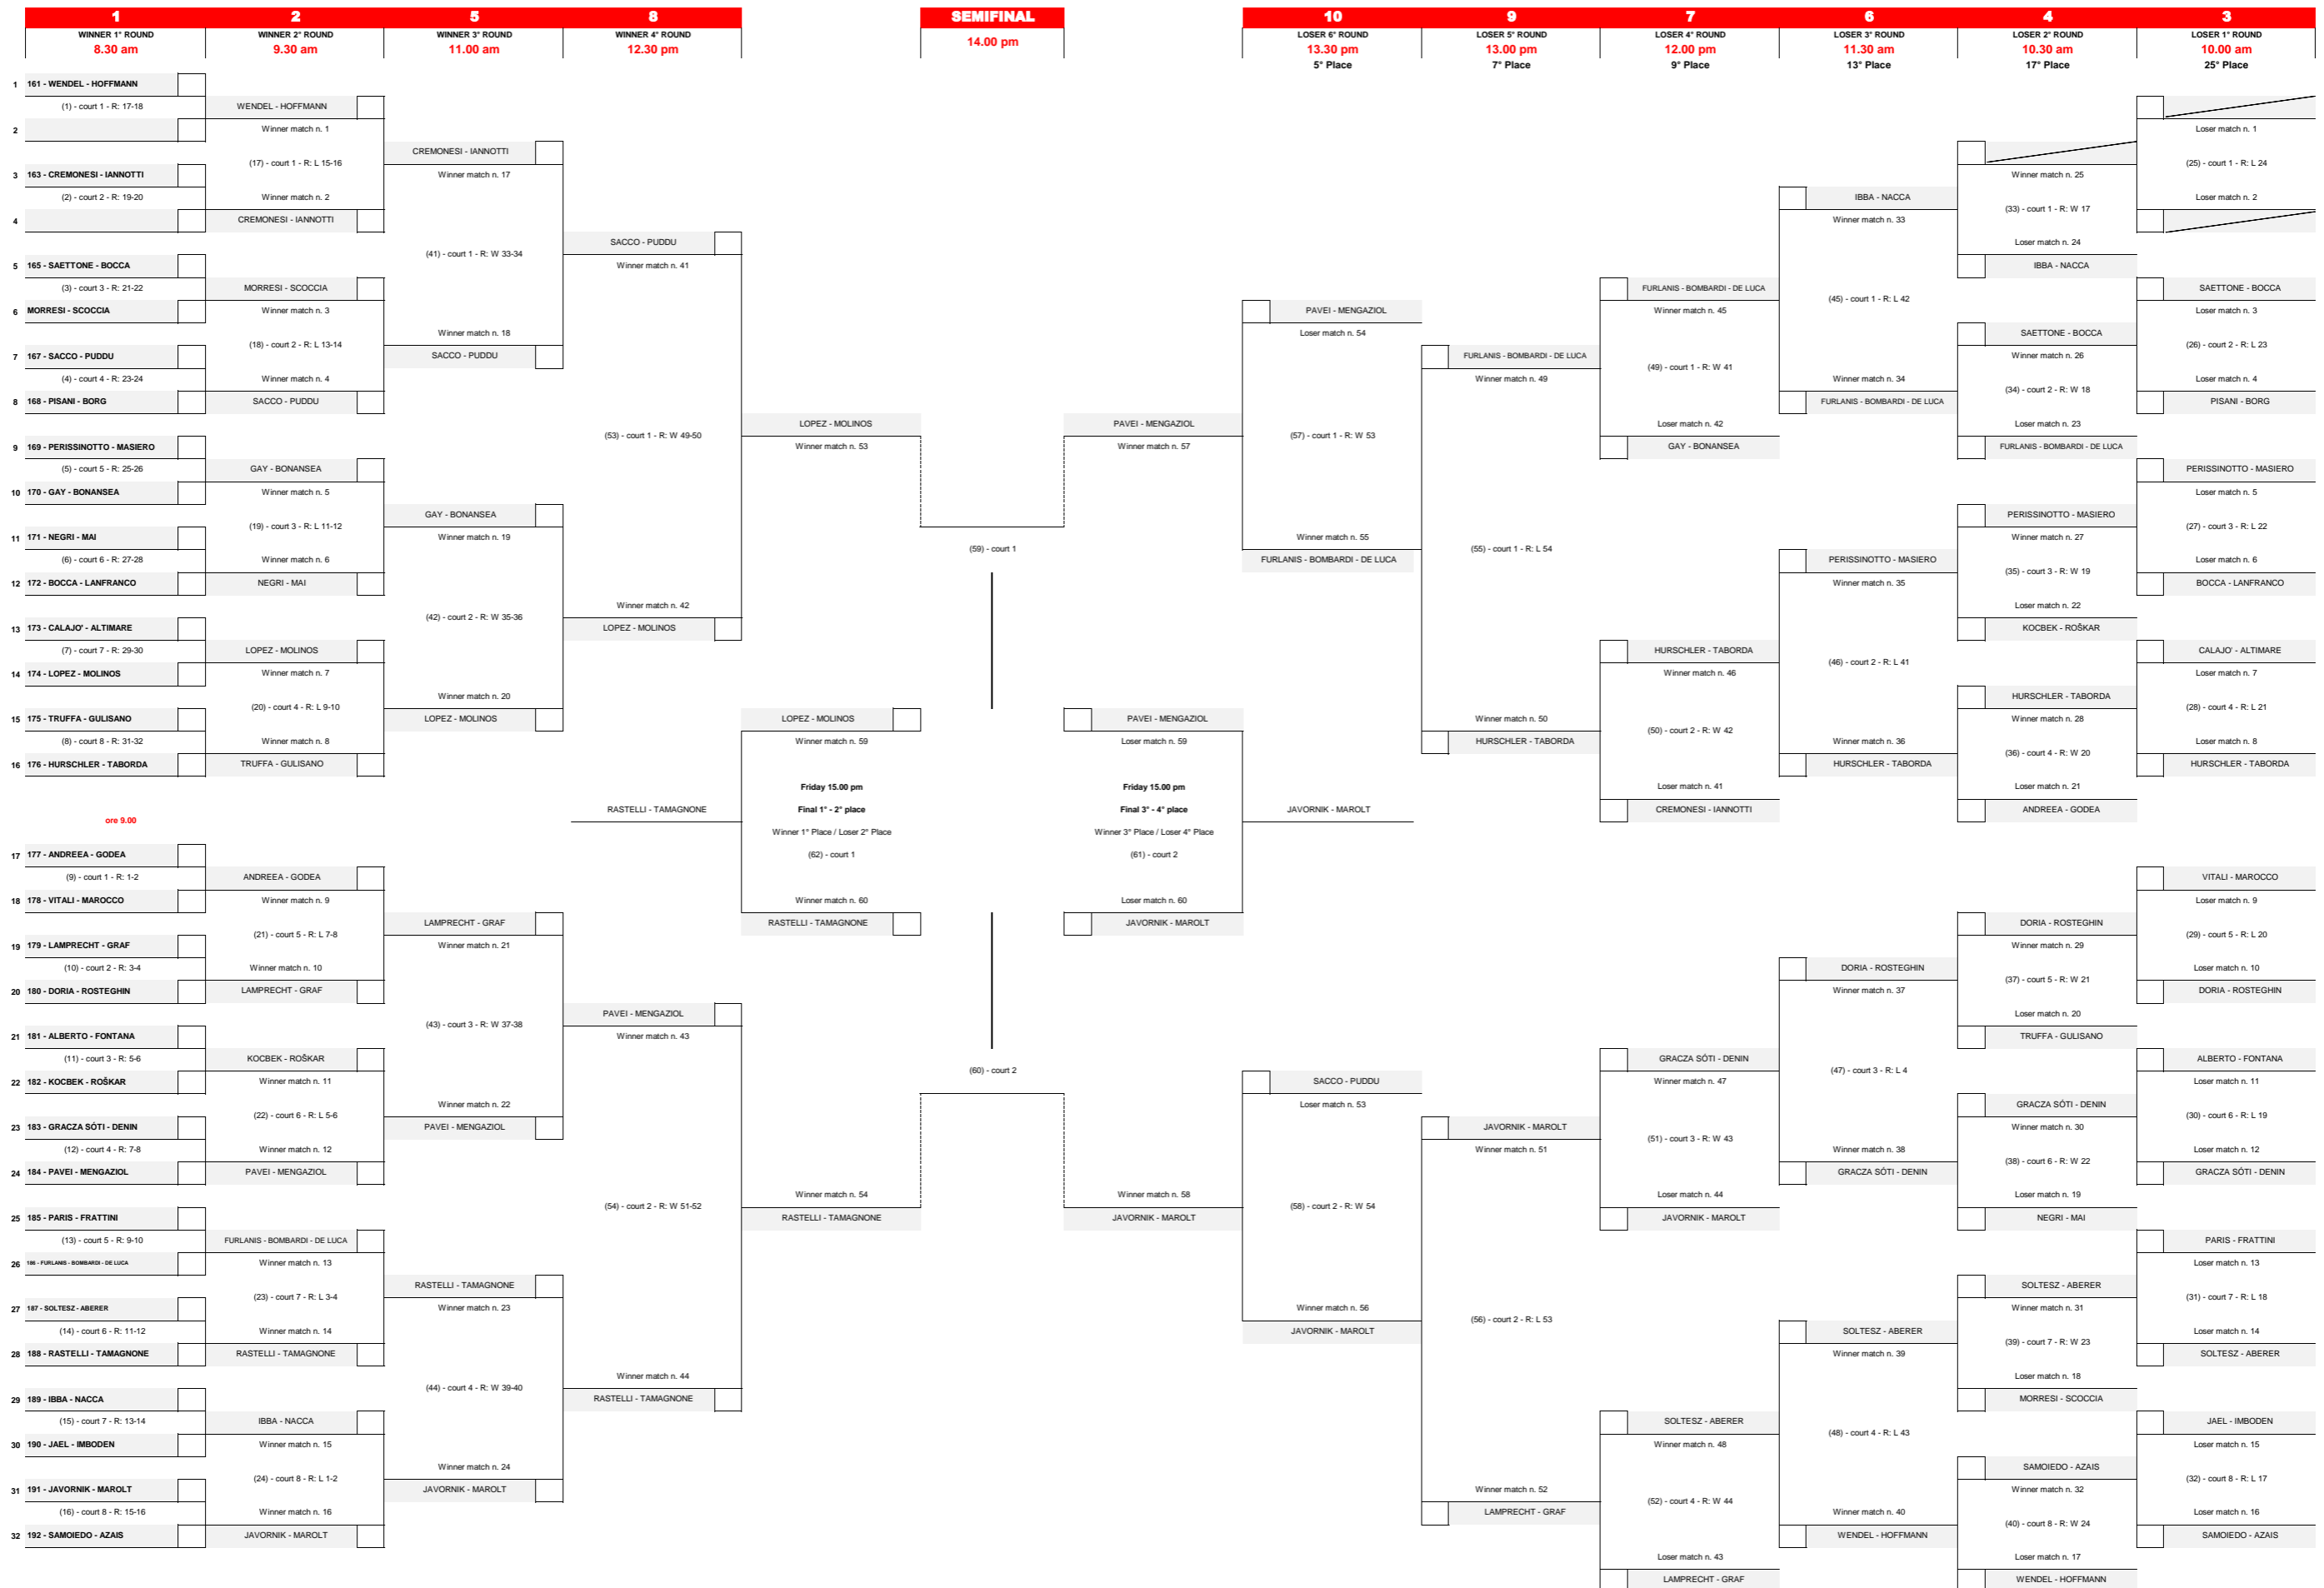 1 2 5 8 SEMIFINAL 10 9 7 6 4 3
WINNER 1° ROUND WINNER 2° ROUND WINNER 3° ROUND WINNER 4° ROUND LOSER 6° ROUND LOSER 5° ROUND LOSER 4° ROUND LOSER 3° ROUND LOSER 2° ROUND LOSER 1° ROUND
8.30 am 9.30 am 11.00 am 12.30 pm 14.00 pm 13.30 pm 13.00 pm 12.00 pm 11.30 am 10.30 am 10.00 am
5° Place 7° Place 9° Place 13° Place 17° Place 25° Place
1 161 - WENDEL - HOFFMANN
(1) - court 1 - R: 17-18
2
3 163 - CREMONESI - IANNOTTI
(2) - court 2 - R: 19-20
4
5 165 - SAETTONE - BOCCA
(3) - court 3 - R: 21-22
6 MORRESI - SCOCCIA
7 167 - SACCO - PUDDU
(4) - court 4 - R: 23-24
8 168 - PISANI - BORG
9 169 - PERISSINOTTO - MASIERO
(5) - court 5 - R: 25-26
10 170 - GAY - BONANSEA
11 171 - NEGRI - MAI
(6) - court 6 - R: 27-28
12 172 - BOCCA - LANFRANCO
13 173 - CALAJO' - ALTIMARE
(7) - court 7 - R: 29-30
14 174 - LOPEZ - MOLINOS
15 175 - TRUFFA - GULISANO
(8) - court 8 - R: 31-32
16 176 - HURSCHLER - TABORDA
ore 9.00
17 177 - ANDREEA - GODEA
(9) - court 1 - R: 1-2
18 178 - VITALI - MAROCCO
19 179 - LAMPRECHT - GRAF
(10) - court 2 - R: 3-4
20 180 - DORIA - ROSTEGHIN
21 181 - ALBERTO - FONTANA
(11) - court 3 - R: 5-6
22 182 - KOCBEK - ROŠKAR
23 183 - GRACZA SÓTI - DENIN
(12) - court 4 - R: 7-8
24 184 - PAVEI - MENGAZIOL
25 185 - PARIS - FRATTINI
(13) - court 5 - R: 9-10
26 186 - FURLANIS - BOMBARDI - DE LUCA
27 187 - SOLTESZ - ABERER
(14) - court 6 - R: 11-12
28 188 - RASTELLI - TAMAGNONE
29 189 - IBBA - NACCA
(15) - court 7 - R: 13-14
30 190 - JAEL - IMBODEN
31 191 - JAVORNIK - MAROLT
(16) - court 8 - R: 15-16
32 192 - SAMOIEDO - AZAIS
WENDEL - HOFFMANN
Winner match n. 1
(17) - court 1 - R: L 15-16
Winner match n. 2
CREMONESI - IANNOTTI
MORRESI - SCOCCIA
Winner match n. 3
(18) - court 2 - R: L 13-14
Winner match n. 4
SACCO - PUDDU
GAY - BONANSEA
Winner match n. 5
(19) - court 3 - R: L 11-12
Winner match n. 6
NEGRI - MAI
LOPEZ - MOLINOS
Winner match n. 7
(20) - court 4 - R: L 9-10
Winner match n. 8
TRUFFA - GULISANO
ANDREEA - GODEA
Winner match n. 9
(21) - court 5 - R: L 7-8
Winner match n. 10
LAMPRECHT - GRAF
KOCBEK - ROŠKAR
Winner match n. 11
(22) - court 6 - R: L 5-6
Winner match n. 12
PAVEI - MENGAZIOL
FURLANIS - BOMBARDI - DE LUCA
Winner match n. 13
(23) - court 7 - R: L 3-4
Winner match n. 14
RASTELLI - TAMAGNONE
IBBA - NACCA
Winner match n. 15
(24) - court 8 - R: L 1-2
Winner match n. 16
JAVORNIK - MAROLT
CREMONESI - IANNOTTI
Winner match n. 17
(41) - court 1 - R: W 33-34
Winner match n. 18
SACCO - PUDDU
GAY - BONANSEA
Winner match n. 19
(42) - court 2 - R: W 35-36
Winner match n. 20
LOPEZ - MOLINOS
LAMPRECHT - GRAF
Winner match n. 21
(43) - court 3 - R: W 37-38
Winner match n. 22
PAVEI - MENGAZIOL
RASTELLI - TAMAGNONE
Winner match n. 23
(44) - court 4 - R: W 39-40
Winner match n. 24
JAVORNIK - MAROLT
SACCO - PUDDU
Winner match n. 41
(53) - court 1 - R: W 49-50
Winner match n. 42
LOPEZ - MOLINOS
RASTELLI - TAMAGNONE
PAVEI - MENGAZIOL
Winner match n. 43
(54) - court 2 - R: W 51-52
Winner match n. 44
RASTELLI - TAMAGNONE
LOPEZ - MOLINOS
Winner match n. 53
LOPEZ - MOLINOS
Winner match n. 59
Friday 15.00 pm
Final 1° - 2° place
Winner 1° Place / Loser 2° Place
(62) - court 1
Winner match n. 60
RASTELLI - TAMAGNONE
Winner match n. 54
RASTELLI - TAMAGNONE
(59) - court 1
(60) - court 2
PAVEI - MENGAZIOL
Winner match n. 57
PAVEI - MENGAZIOL
Loser match n. 59
Friday 15.00 pm
Final 3° - 4° place
Winner 3° Place / Loser 4° Place
(61) - court 2
Loser match n. 60
JAVORNIK - MAROLT
Winner match n. 58
JAVORNIK - MAROLT
PAVEI - MENGAZIOL
Loser match n. 54
(57) - court 1 - R: W 53
Winner match n. 55
FURLANIS - BOMBARDI - DE LUCA
JAVORNIK - MAROLT
SACCO - PUDDU
Loser match n. 53
(58) - court 2 - R: W 54
Winner match n. 56
JAVORNIK - MAROLT
FURLANIS - BOMBARDI - DE LUCA
Winner match n. 49
(55) - court 1 - R: L 54
Winner match n. 50
HURSCHLER - TABORDA
JAVORNIK - MAROLT
Winner match n. 51
(56) - court 2 - R: L 53
Winner match n. 52
LAMPRECHT - GRAF
FURLANIS - BOMBARDI - DE LUCA
Winner match n. 45
(49) - court 1 - R: W 41
Loser match n. 42
GAY - BONANSEA
HURSCHLER - TABORDA
Winner match n. 46
(50) - court 2 - R: W 42
Loser match n. 41
CREMONESI - IANNOTTI
GRACZA SÓTI - DENIN
Winner match n. 47
(51) - court 3 - R: W 43
Loser match n. 44
JAVORNIK - MAROLT
SOLTESZ - ABERER
Winner match n. 48
(52) - court 4 - R: W 44
Loser match n. 43
LAMPRECHT - GRAF
IBBA - NACCA
Winner match n. 33
(45) - court 1 - R: L 42
Winner match n. 34
FURLANIS - BOMBARDI - DE LUCA
PERISSINOTTO - MASIERO
Winner match n. 35
(46) - court 2 - R: L 41
Winner match n. 36
HURSCHLER - TABORDA
DORIA - ROSTEGHIN
Winner match n. 37
(47) - court 3 - R: L 4
Winner match n. 38
GRACZA SÓTI - DENIN
SOLTESZ - ABERER
Winner match n. 39
(48) - court 4 - R: L 43
Winner match n. 40
WENDEL - HOFFMANN
Winner match n. 25
(33) - court 1 - R: W 17
Loser match n. 24
IBBA - NACCA
SAETTONE - BOCCA
Winner match n. 26
(34) - court 2 - R: W 18
Loser match n. 23
FURLANIS - BOMBARDI - DE LUCA
PERISSINOTTO - MASIERO
Winner match n. 27
(35) - court 3 - R: W 19
Loser match n. 22
KOCBEK - ROŠKAR
HURSCHLER - TABORDA
Winner match n. 28
(36) - court 4 - R: W 20
Loser match n. 21
ANDREEA - GODEA
DORIA - ROSTEGHIN
Winner match n. 29
(37) - court 5 - R: W 21
Loser match n. 20
TRUFFA - GULISANO
GRACZA SÓTI - DENIN
Winner match n. 30
(38) - court 6 - R: W 22
Loser match n. 19
NEGRI - MAI
SOLTESZ - ABERER
Winner match n. 31
(39) - court 7 - R: W 23
Loser match n. 18
MORRESI - SCOCCIA
SAMOIEDO - AZAIS
Winner match n. 32
(40) - court 8 - R: W 24
Loser match n. 17
WENDEL - HOFFMANN
Loser match n. 1
(25) - court 1 - R: L 24
Loser match n. 2
SAETTONE - BOCCA
Loser match n. 3
(26) - court 2 - R: L 23
Loser match n. 4
PISANI - BORG
PERISSINOTTO - MASIERO
Loser match n. 5
(27) - court 3 - R: L 22
Loser match n. 6
BOCCA - LANFRANCO
CALAJO' - ALTIMARE
Loser match n. 7
(28) - court 4 - R: L 21
Loser match n. 8
HURSCHLER - TABORDA
VITALI - MAROCCO
Loser match n. 9
(29) - court 5 - R: L 20
Loser match n. 10
DORIA - ROSTEGHIN
ALBERTO - FONTANA
Loser match n. 11
(30) - court 6 - R: L 19
Loser match n. 12
GRACZA SÓTI - DENIN
PARIS - FRATTINI
Loser match n. 13
(31) - court 7 - R: L 18
Loser match n. 14
SOLTESZ - ABERER
JAEL - IMBODEN
Loser match n. 15
(32) - court 8 - R: L 17
Loser match n. 16
SAMOIEDO - AZAIS